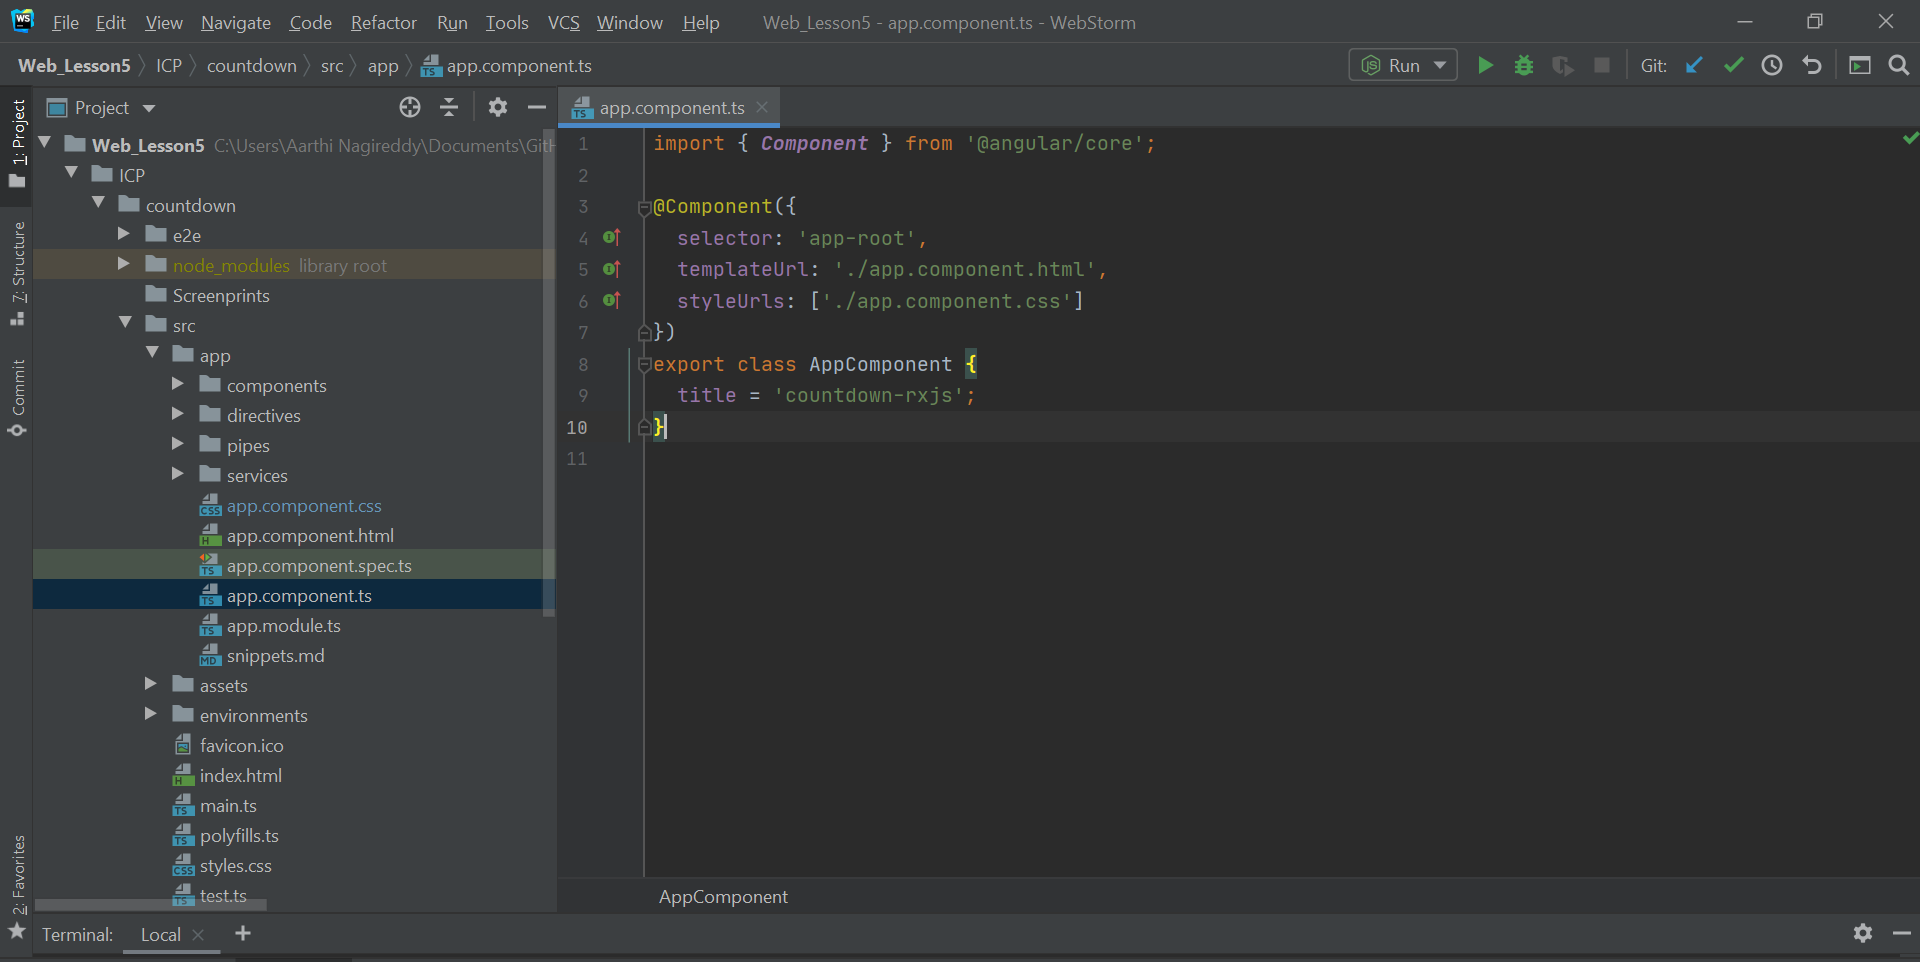 WS File Edit View Navigate Code Refactor Run Tools VCS Window Help Web_Lesson5 - app.component.ts - WebStorm
Web_Lesson5 ICP countdown src app app.component.ts Run Git:
1: Project
7: Structure
Commit
2: Favorites
Project
Web_Lesson5 C:\Users\Aarthi Nagireddy\Documents\GitH
ICP
countdown
e2e
node_modules library root
Screenprints
src
app
components
directives
pipes
services
app.component.css
app.component.html
app.component.spec.ts
app.component.ts
app.module.ts
snippets.md
assets
environments
favicon.ico
index.html
main.ts
polyfills.ts
styles.css
test.ts
app.component.ts
1 import { Component } from '@angular/core';
2
3 @Component({
4 selector: 'app-root',
5 templateUrl: './app.component.html',
6 styleUrls: ['./app.component.css']
7 })
8 export class AppComponent {
9 title = 'countdown-rxjs';
10 }
11
AppComponent
Terminal: Local +